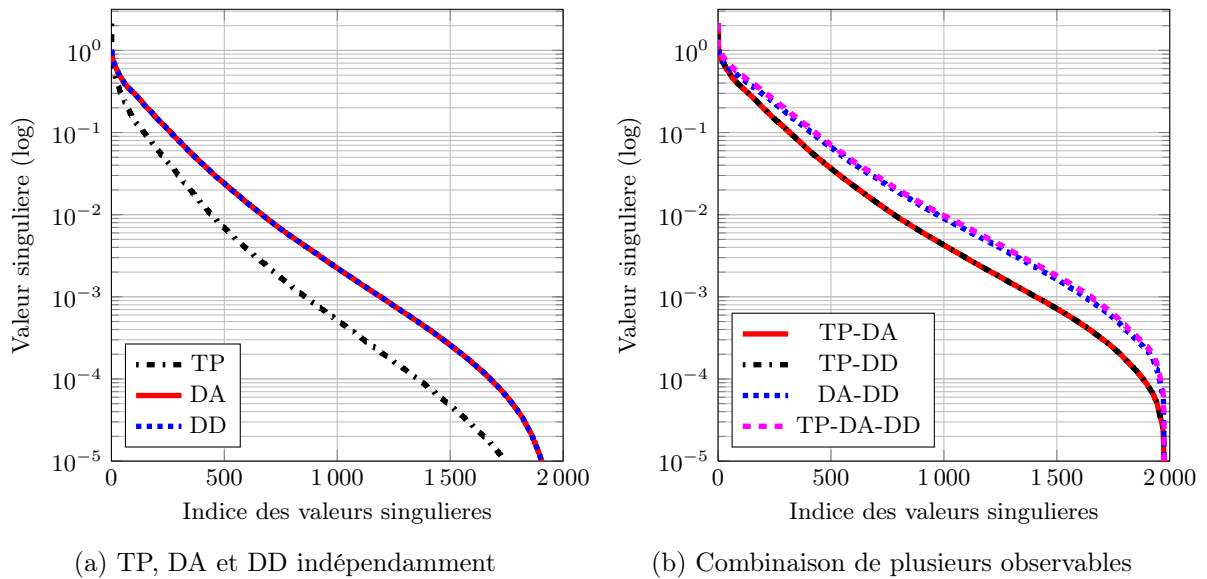 10^0
10^−1
10^−2
10^−3
10^−4
10^−5
0
500
1 000
1 500
2 000
Valeur singuliere (log)
Indice des valeurs singulieres
TP
DA
DD
(a) TP, DA et DD indépendamment
10^0
10^−1
10^−2
10^−3
10^−4
10^−5
0
500
1 000
1 500
2 000
Valeur singuliere (log)
Indice des valeurs singulieres
TP-DA
TP-DD
DA-DD
TP-DA-DD
(b) Combinaison de plusieurs observables